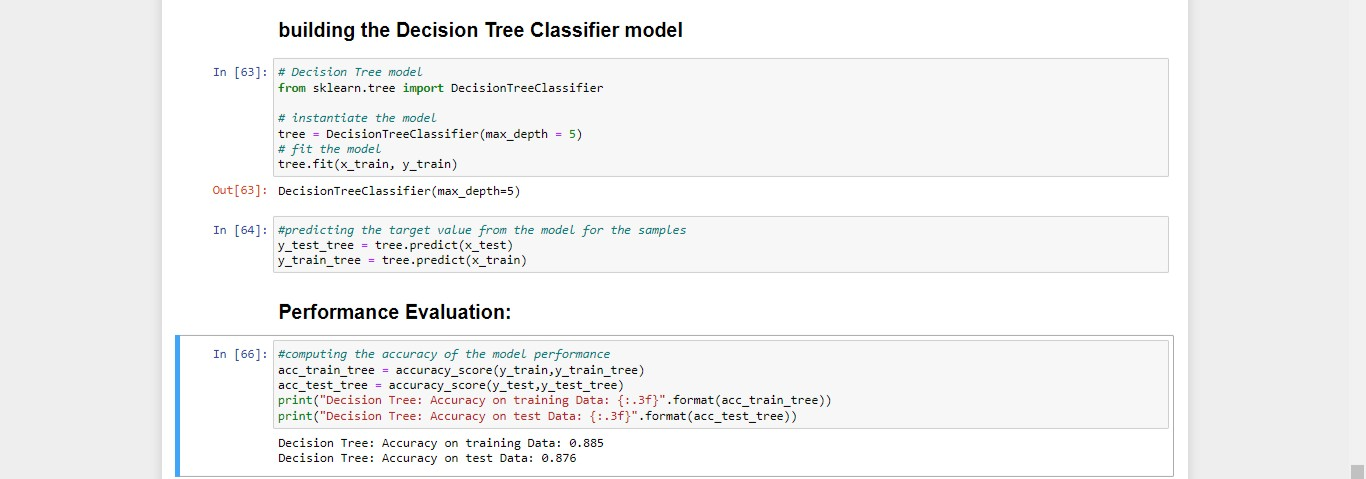 building the Decision Tree Classifier model
In [63]: # Decision Tree model
from sklearn.tree import DecisionTreeClassifier
# instantiate the model
tree = DecisionTreeClassifier(max_depth = 5)
# fit the model
tree.fit(x_train, y_train)
Out[63]: DecisionTreeClassifier(max_depth=5)
In [64]: #predicting the target value from the model for the samples
y_test_tree = tree.predict(x_test)
y_train_tree = tree.predict(x_train)
Performance Evaluation:
In [66]: #computing the accuracy of the model performance
acc_train_tree = accuracy_score(y_train,y_train_tree)
acc_test_tree = accuracy_score(y_test,y_test_tree)
print("Decision Tree: Accuracy on training Data: {:.3f}".format(acc_train_tree))
print("Decision Tree: Accuracy on test Data: {:.3f}".format(acc_test_tree))
Decision Tree: Accuracy on training Data: 0.885
Decision Tree: Accuracy on test Data: 0.876